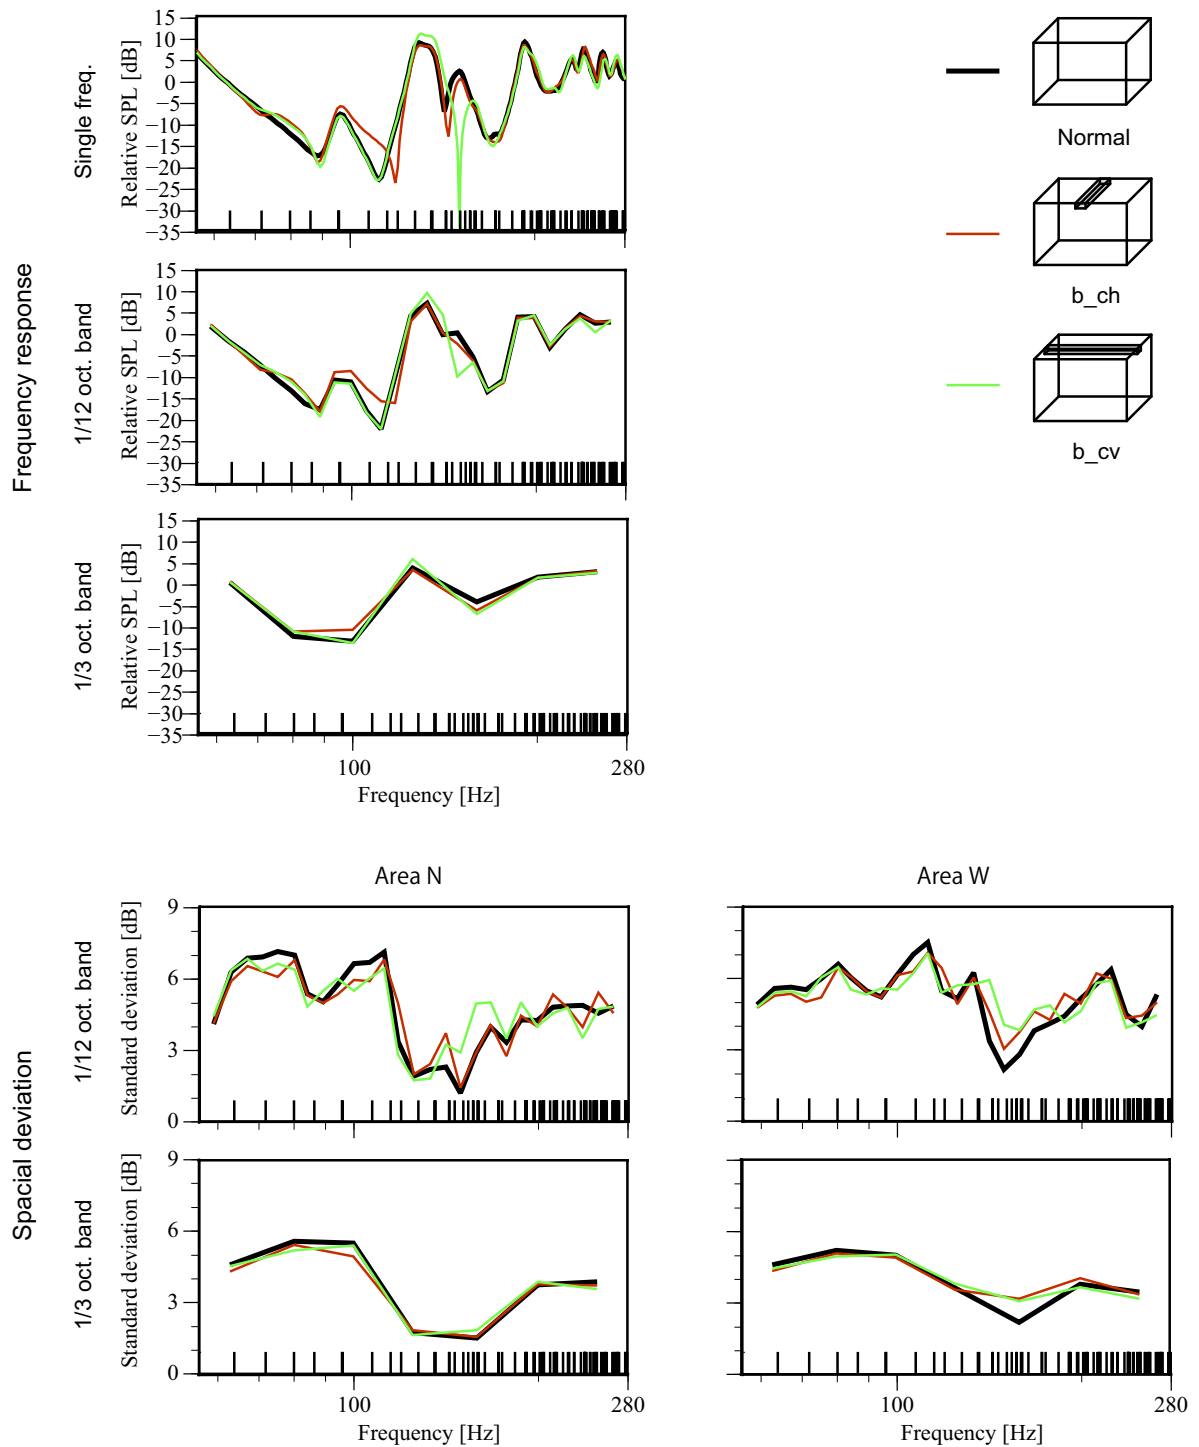 Frequency response
Single freq.
Relative SPL [dB]
15
10
5
0
−5
−10
−15
−20
−25
−30
−35
1/12 oct. band
Relative SPL [dB]
15
10
5
0
−5
−10
−15
−20
−25
−30
−35
1/3 oct. band
Relative SPL [dB]
15
10
5
0
−5
−10
−15
−20
−25
−30
−35
100
280
Frequency [Hz]
Normal
b_ch
b_cv
Spacial deviation
Area N
Area W
1/12 oct. band
Standard deviation [dB]
9
6
3
0
1/3 oct. band
Standard deviation [dB]
9
6
3
0
100
280
Frequency [Hz]
100
280
Frequency [Hz]